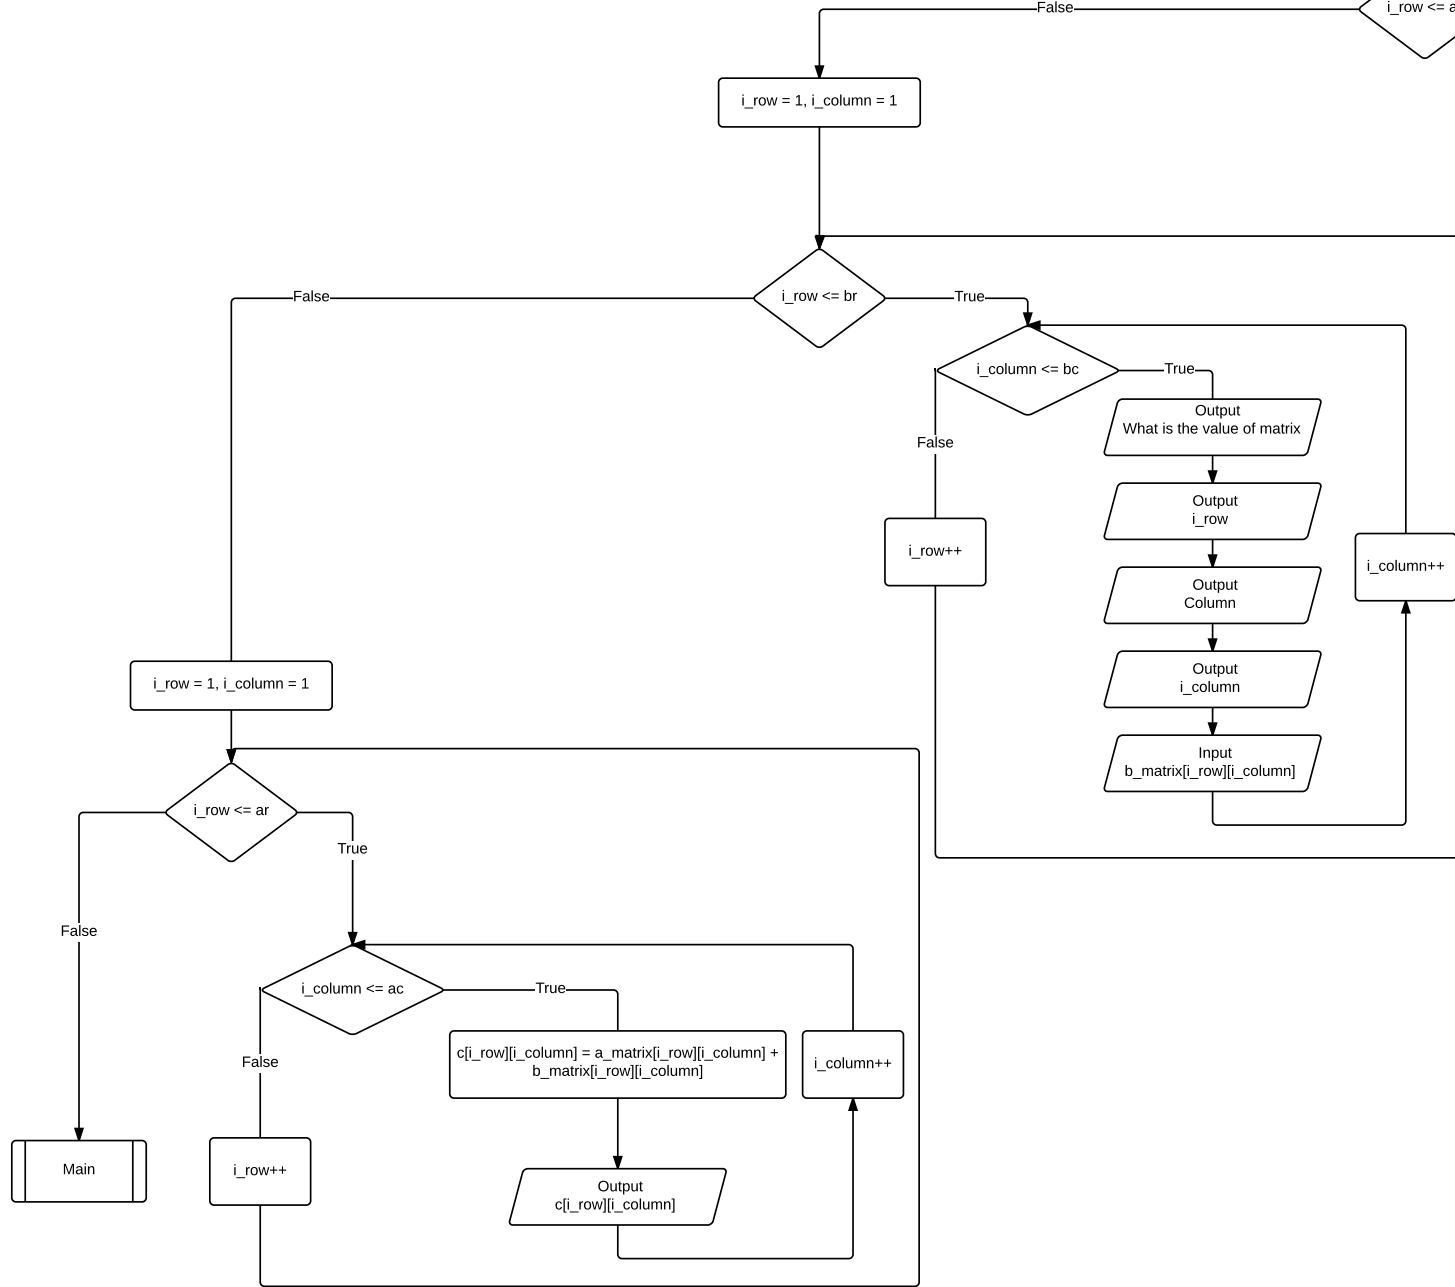 False
i_row <= a
i_row = 1, i_column = 1
False
i_row <= br
True
i_column <= bc
True
Output
What is the value of matrix
False
Output
i_row
i_row++
i_column++
Output
Column
Output
i_column
i_row = 1, i_column = 1
Input
b_matrix[i_row][i_column]
i_row <= ar
True
False
i_column <= ac
True
c[i_row][i_column] = a_matrix[i_row][i_column] +
b_matrix[i_row][i_column]
i_column++
False
Main
i_row++
Output
c[i_row][i_column]